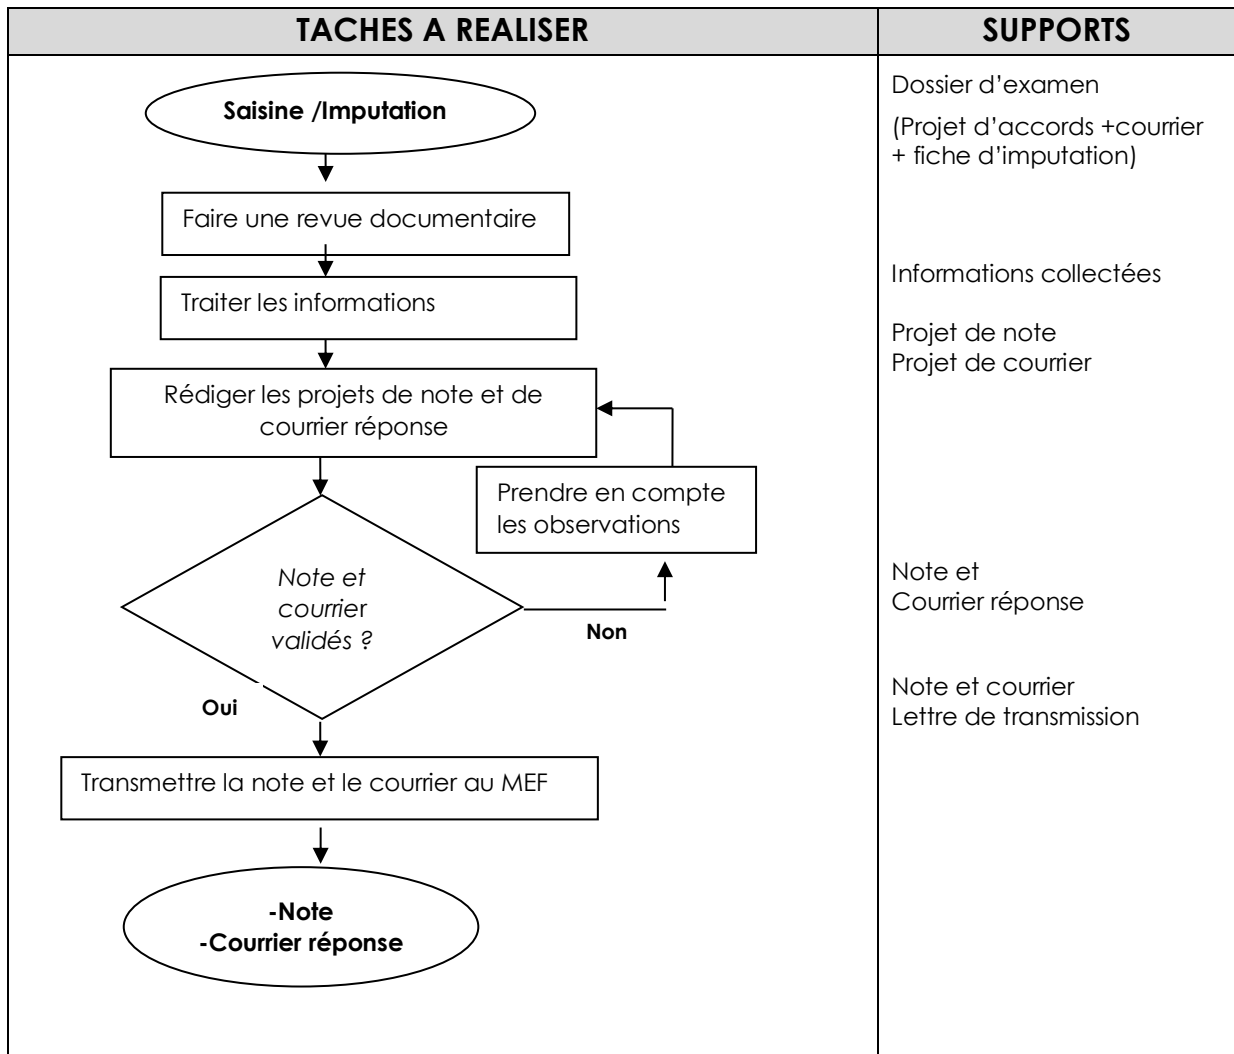 TACHES A REALISER
SUPPORTS
Saisine /Imputation
Dossier d’examen
(Projet d’accords +courrier
+ fiche d’imputation)
Faire une revue documentaire
Informations collectées
Traiter les informations
Projet de note
Projet de courrier
Rédiger les projets de note et de
courrier réponse
Prendre en compte
les observations
Note et
courrier
validés ?
Non
Note et
Courrier réponse
Oui
Note et courrier
Lettre de transmission
Transmettre la note et le courrier au MEF
-Note
-Courrier réponse